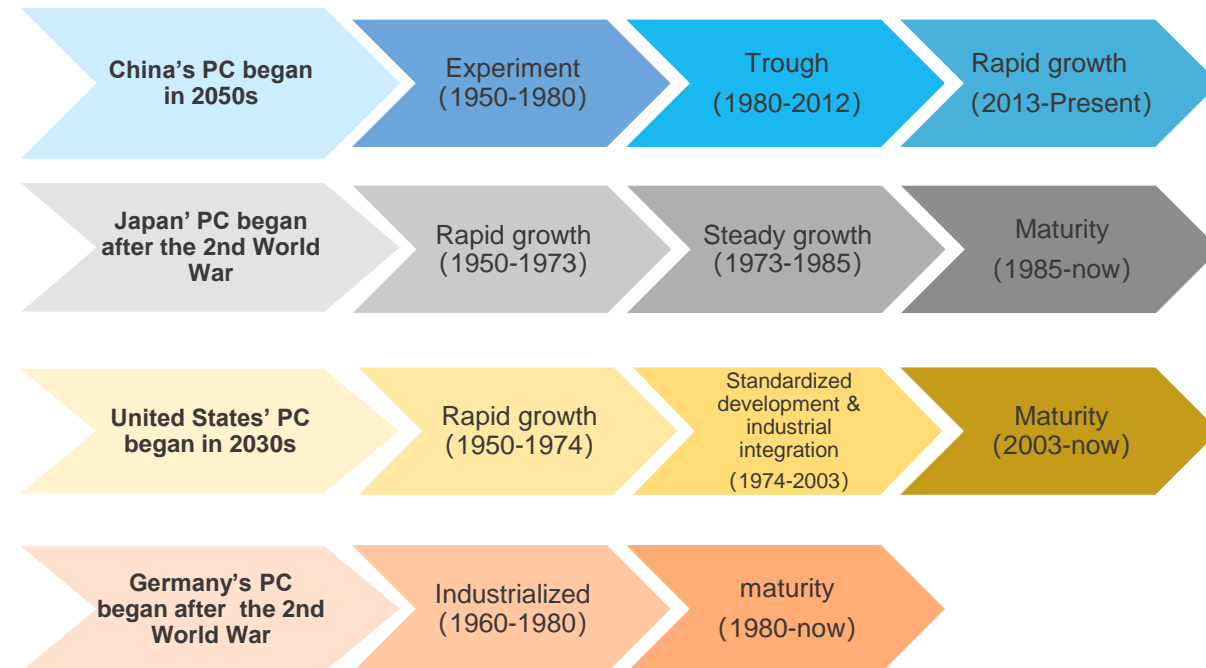 China’s PC began
in 2050s
Experiment
(1950-1980)
Trough
(1980-2012)
Rapid growth
(2013-Present)
Japan’ PC began
after the 2nd World
War
Rapid growth
(1950-1973)
Steady growth
(1973-1985)
Maturity
(1985-now)
United States’ PC
began in 2030s
Rapid growth
(1950-1974)
Standardized
development &
industrial
integration
(1974-2003)
Maturity
(2003-now)
Germany’s PC
began after  the 2nd
World War
Industrialized
(1960-1980)
maturity
(1980-now)